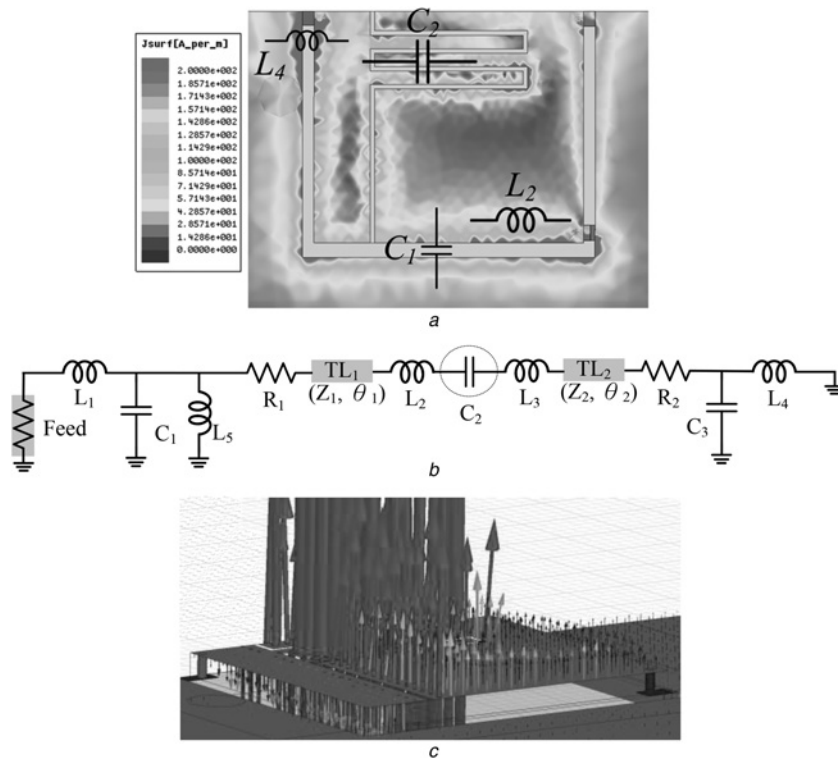 Jsurf[A_per_m]
2.0000e+002
1.8571e+002
1.7143e+002
1.5714e+002
1.4286e+002
1.2857e+002
1.1429e+002
1.0000e+002
8.5714e+001
7.1429e+001
5.7143e+001
4.2857e+001
2.8571e+001
1.4286e+001
0.0000e+000
L4
C2
L2
C1
a
Feed
L1
C1
L5
R1
TL1
(Z1, θ1)
L2
C2
L3
TL2
(Z2, θ2)
R2
C3
L4
b
c